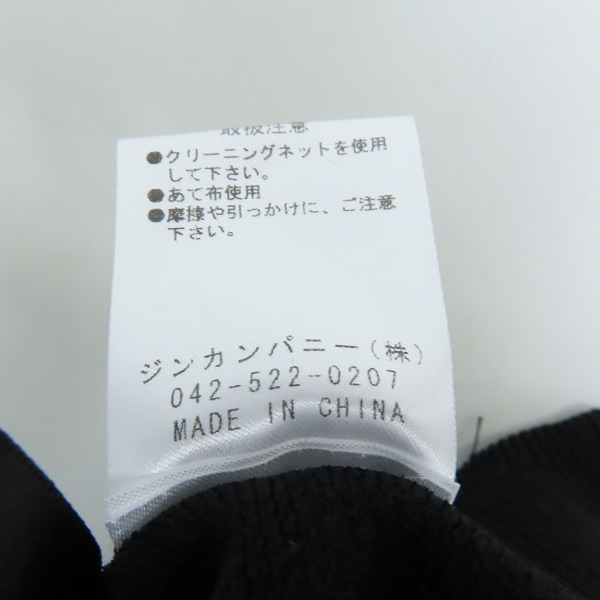 取扱注意
●クリーニングネットを使用
して下さい。
●あて布使用
●摩擦や引っかけに、ご注意
下さい。
ジンカンパニー(株)
042-522-0207
MADE IN CHINA